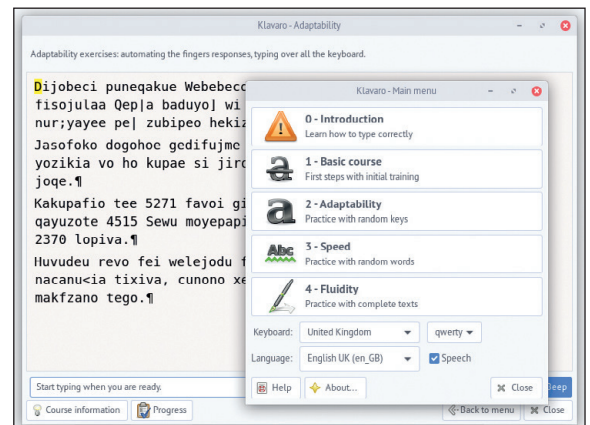 Klavaro - Adaptability
Adaptability exercises: automating the fingers responses, typing over all the keyboard.
Dijobeci puneqakue Webebeco
fisojulaa Qep|a baduyo] wi
nur;yayee pe| zubipeo hekiz
Jasofoko dogohoc gedifujme
yozikia vo ho kupae si jiro
joqe.¶
Kakupafio tee 5271 favoi gi
qayuzote 4515 Sewu moyepapi
2370 lopiva.¶
Huvudeu revo fei welejodu f
nacanu<ia tixiva, cunono xe
makfzano tego.¶
Start typing when you are ready.
Beep
Course information
Progress
Back to menu
Close
Klavaro - Main menu
0 - Introduction
Learn how to type correctly
1 - Basic course
First steps with initial training
2 - Adaptability
Practice with random keys
Abc
3 - Speed
Practice with random words
4 - Fluidity
Practice with complete texts
Keyboard: United Kingdom qwerty
Language: English UK (en_GB) Speech
Help About... Close